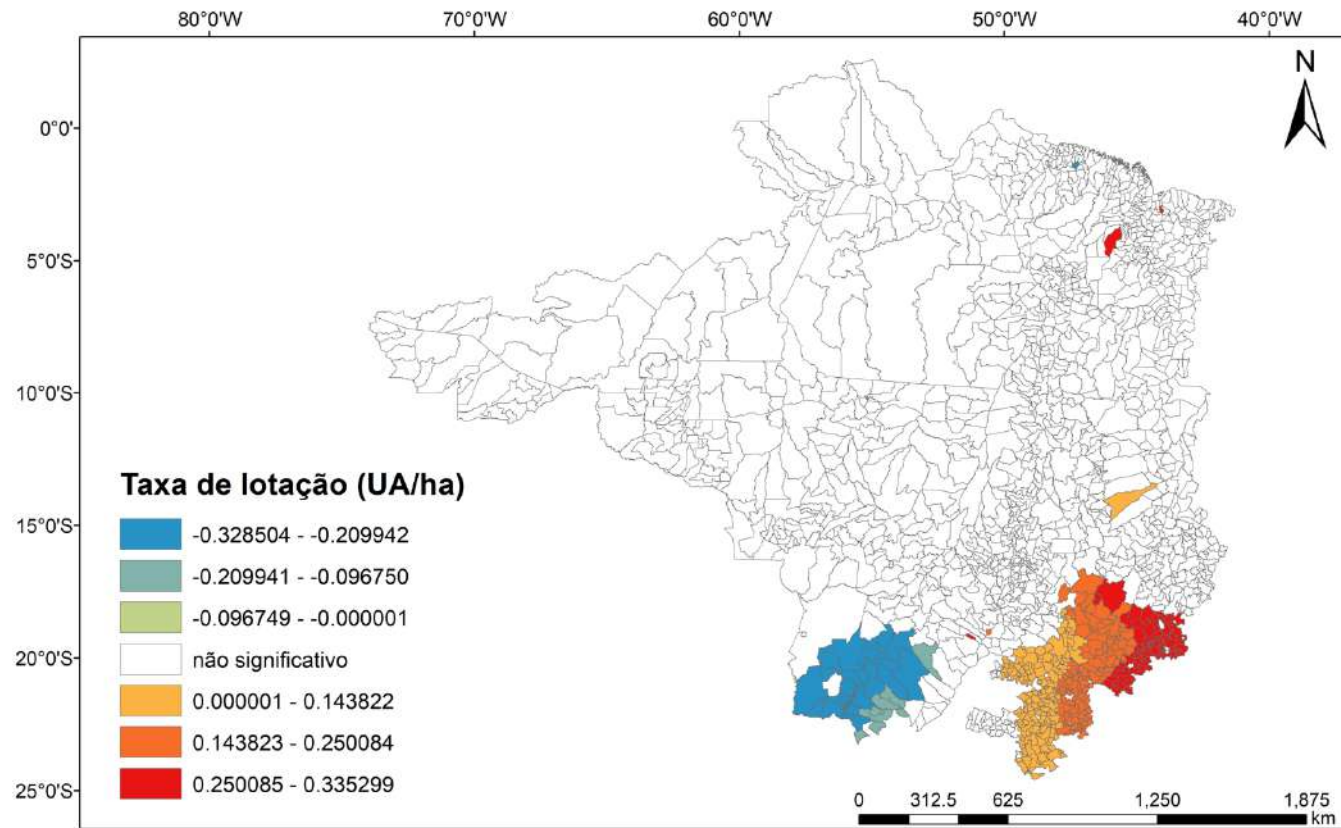 80°0'W 70°0'W 60°0'W 50°0'W 40°0'W
N
0°0'
5°0'S
10°0'S
15°0'S
20°0'S
25°0'S
Taxa de lotação (UA/ha)
-0.328504 - -0.209942
-0.209941 - -0.096750
-0.096749 - -0.000001
não significativo
0.000001 - 0.143822
0.143823 - 0.250084
0.250085 - 0.335299
0 312.5 625 1,250 1,875
km